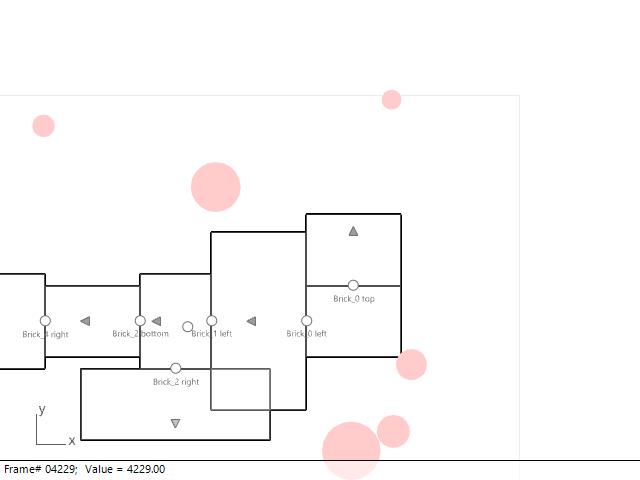 Brick_0 top
Brick_4 right
Brick_2 bottom
Brick_1 left
Brick_0 left
Brick_2 right
y
x
Frame# 04229; Value = 4229.00